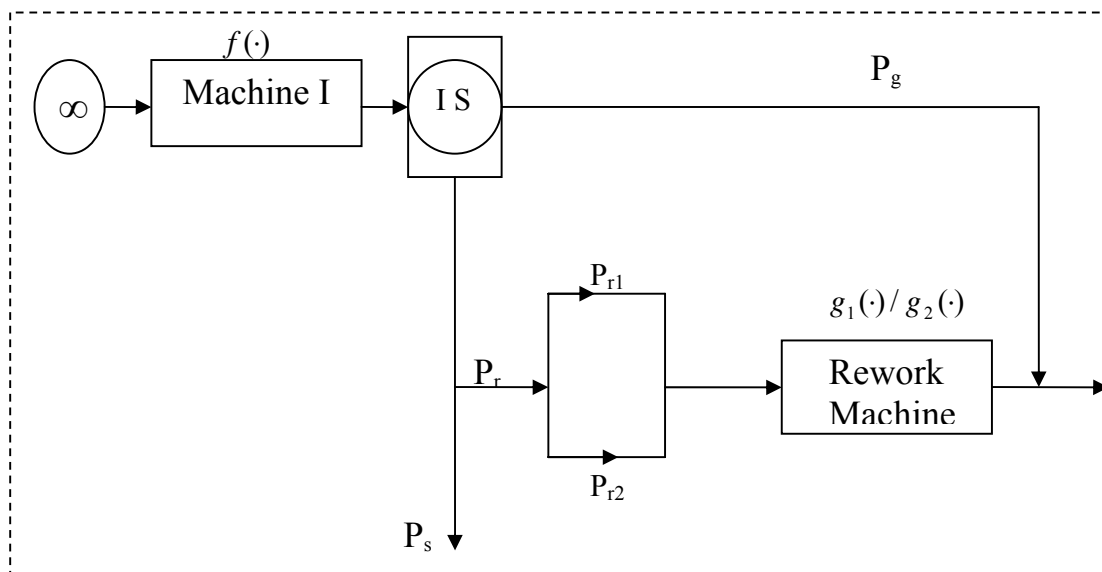 f(·)
∞
Machine I
I S
P_g
P_r1
g_1(·) / g_2(·)
P_r
Rework
Machine
P_r2
P_s